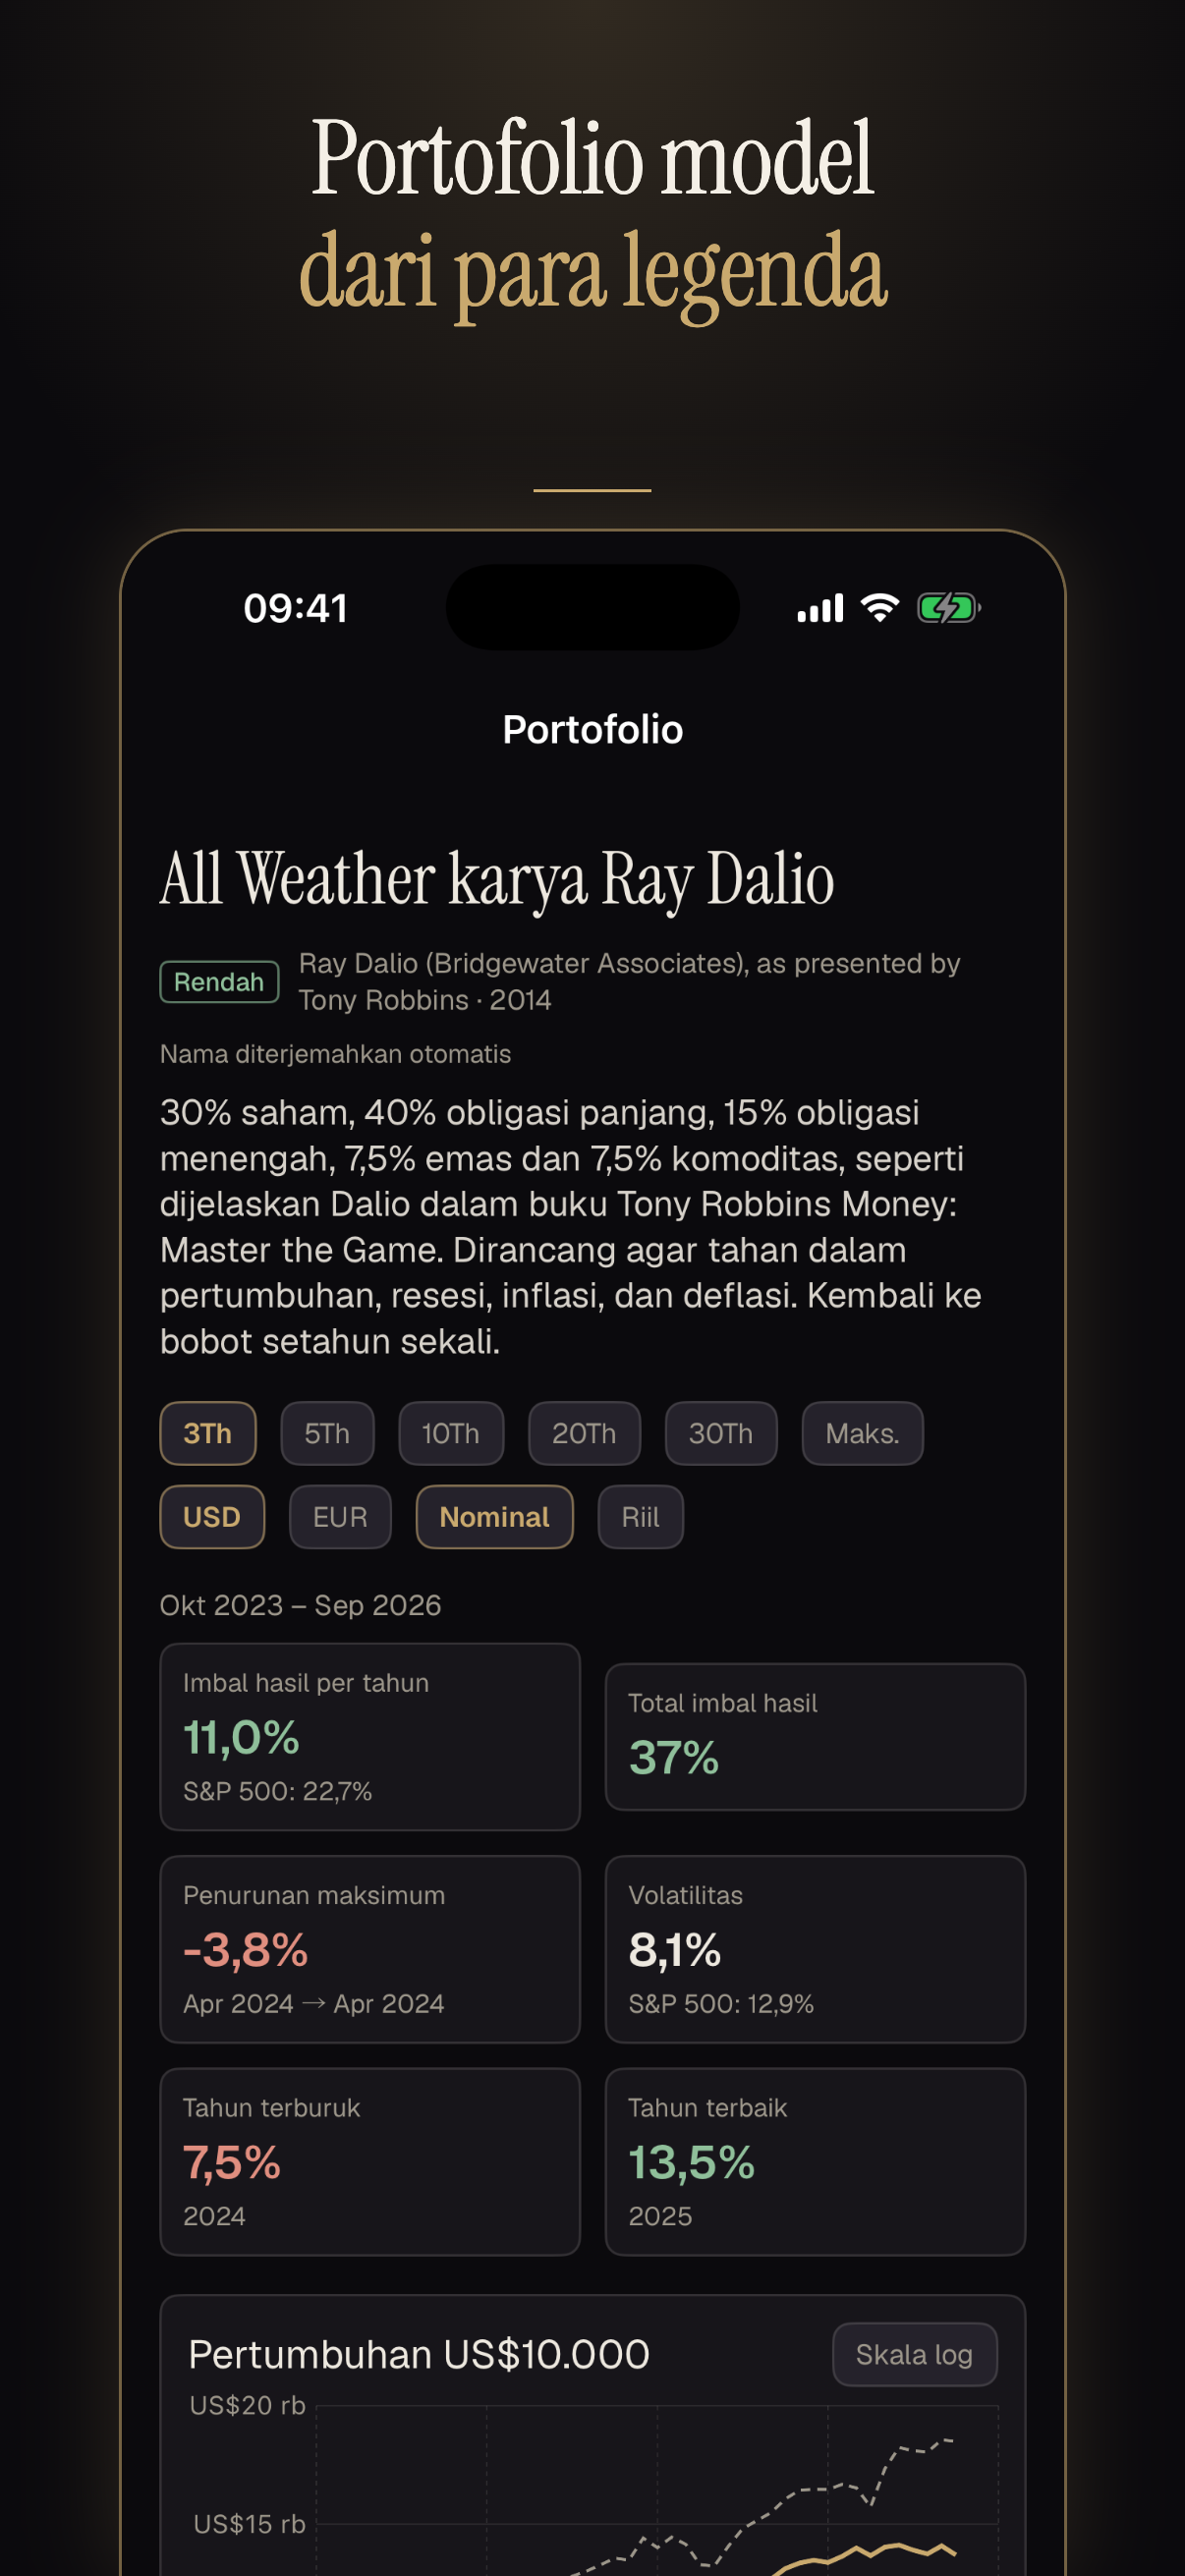 Portofolio model
dari para legenda
09:41
Portofolio
All Weather karya Ray Dalio
Rendah
Ray Dalio (Bridgewater Associates), as presented by
Tony Robbins · 2014
Nama diterjemahkan otomatis
30% saham, 40% obligasi panjang, 15% obligasi
menengah, 7,5% emas dan 7,5% komoditas, seperti
dijelaskan Dalio dalam buku Tony Robbins Money:
Master the Game. Dirancang agar tahan dalam
pertumbuhan, resesi, inflasi, dan deflasi. Kembali ke
bobot setahun sekali.
3Th 5Th 10Th 20Th 30Th Maks.
USD EUR Nominal Riil
Okt 2023 – Sep 2026
Imbal hasil per tahun
11,0%
S&P 500: 22,7%
Total imbal hasil
37%
Penurunan maksimum
-3,8%
Apr 2024 → Apr 2024
Volatilitas
8,1%
S&P 500: 12,9%
Tahun terburuk
7,5%
2024
Tahun terbaik
13,5%
2025
Pertumbuhan US$10.000
Skala log
US$20 rb
US$15 rb